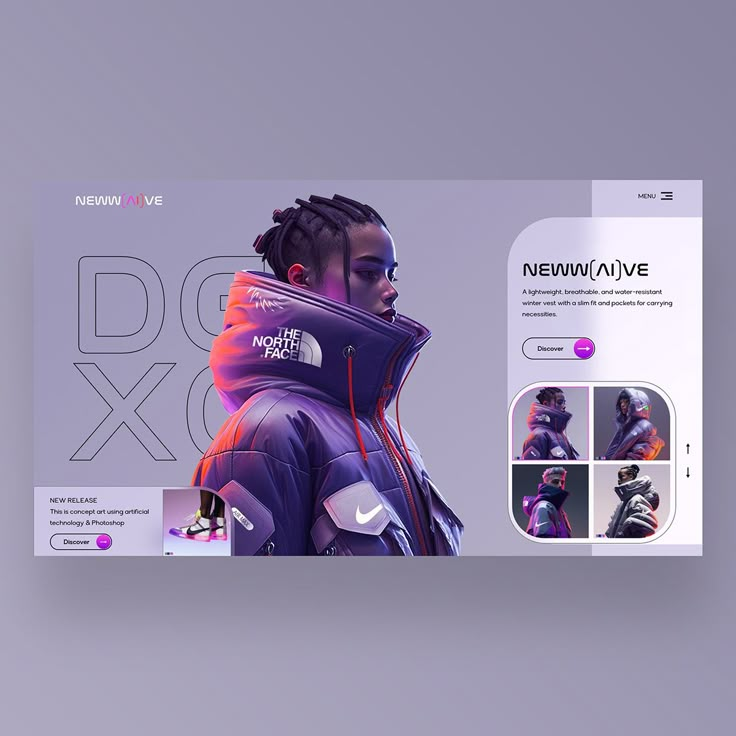 NEWW(AI)VE
MENU
DG
XC
THE
NORTH
FACE
NEWW(AI)VE
A lightweight, breathable, and water-resistant
winter vest with a slim fit and pockets for carrying
necessities.
Discover
NEW RELEASE
This is concept art using artificial
technology & Photoshop
Discover